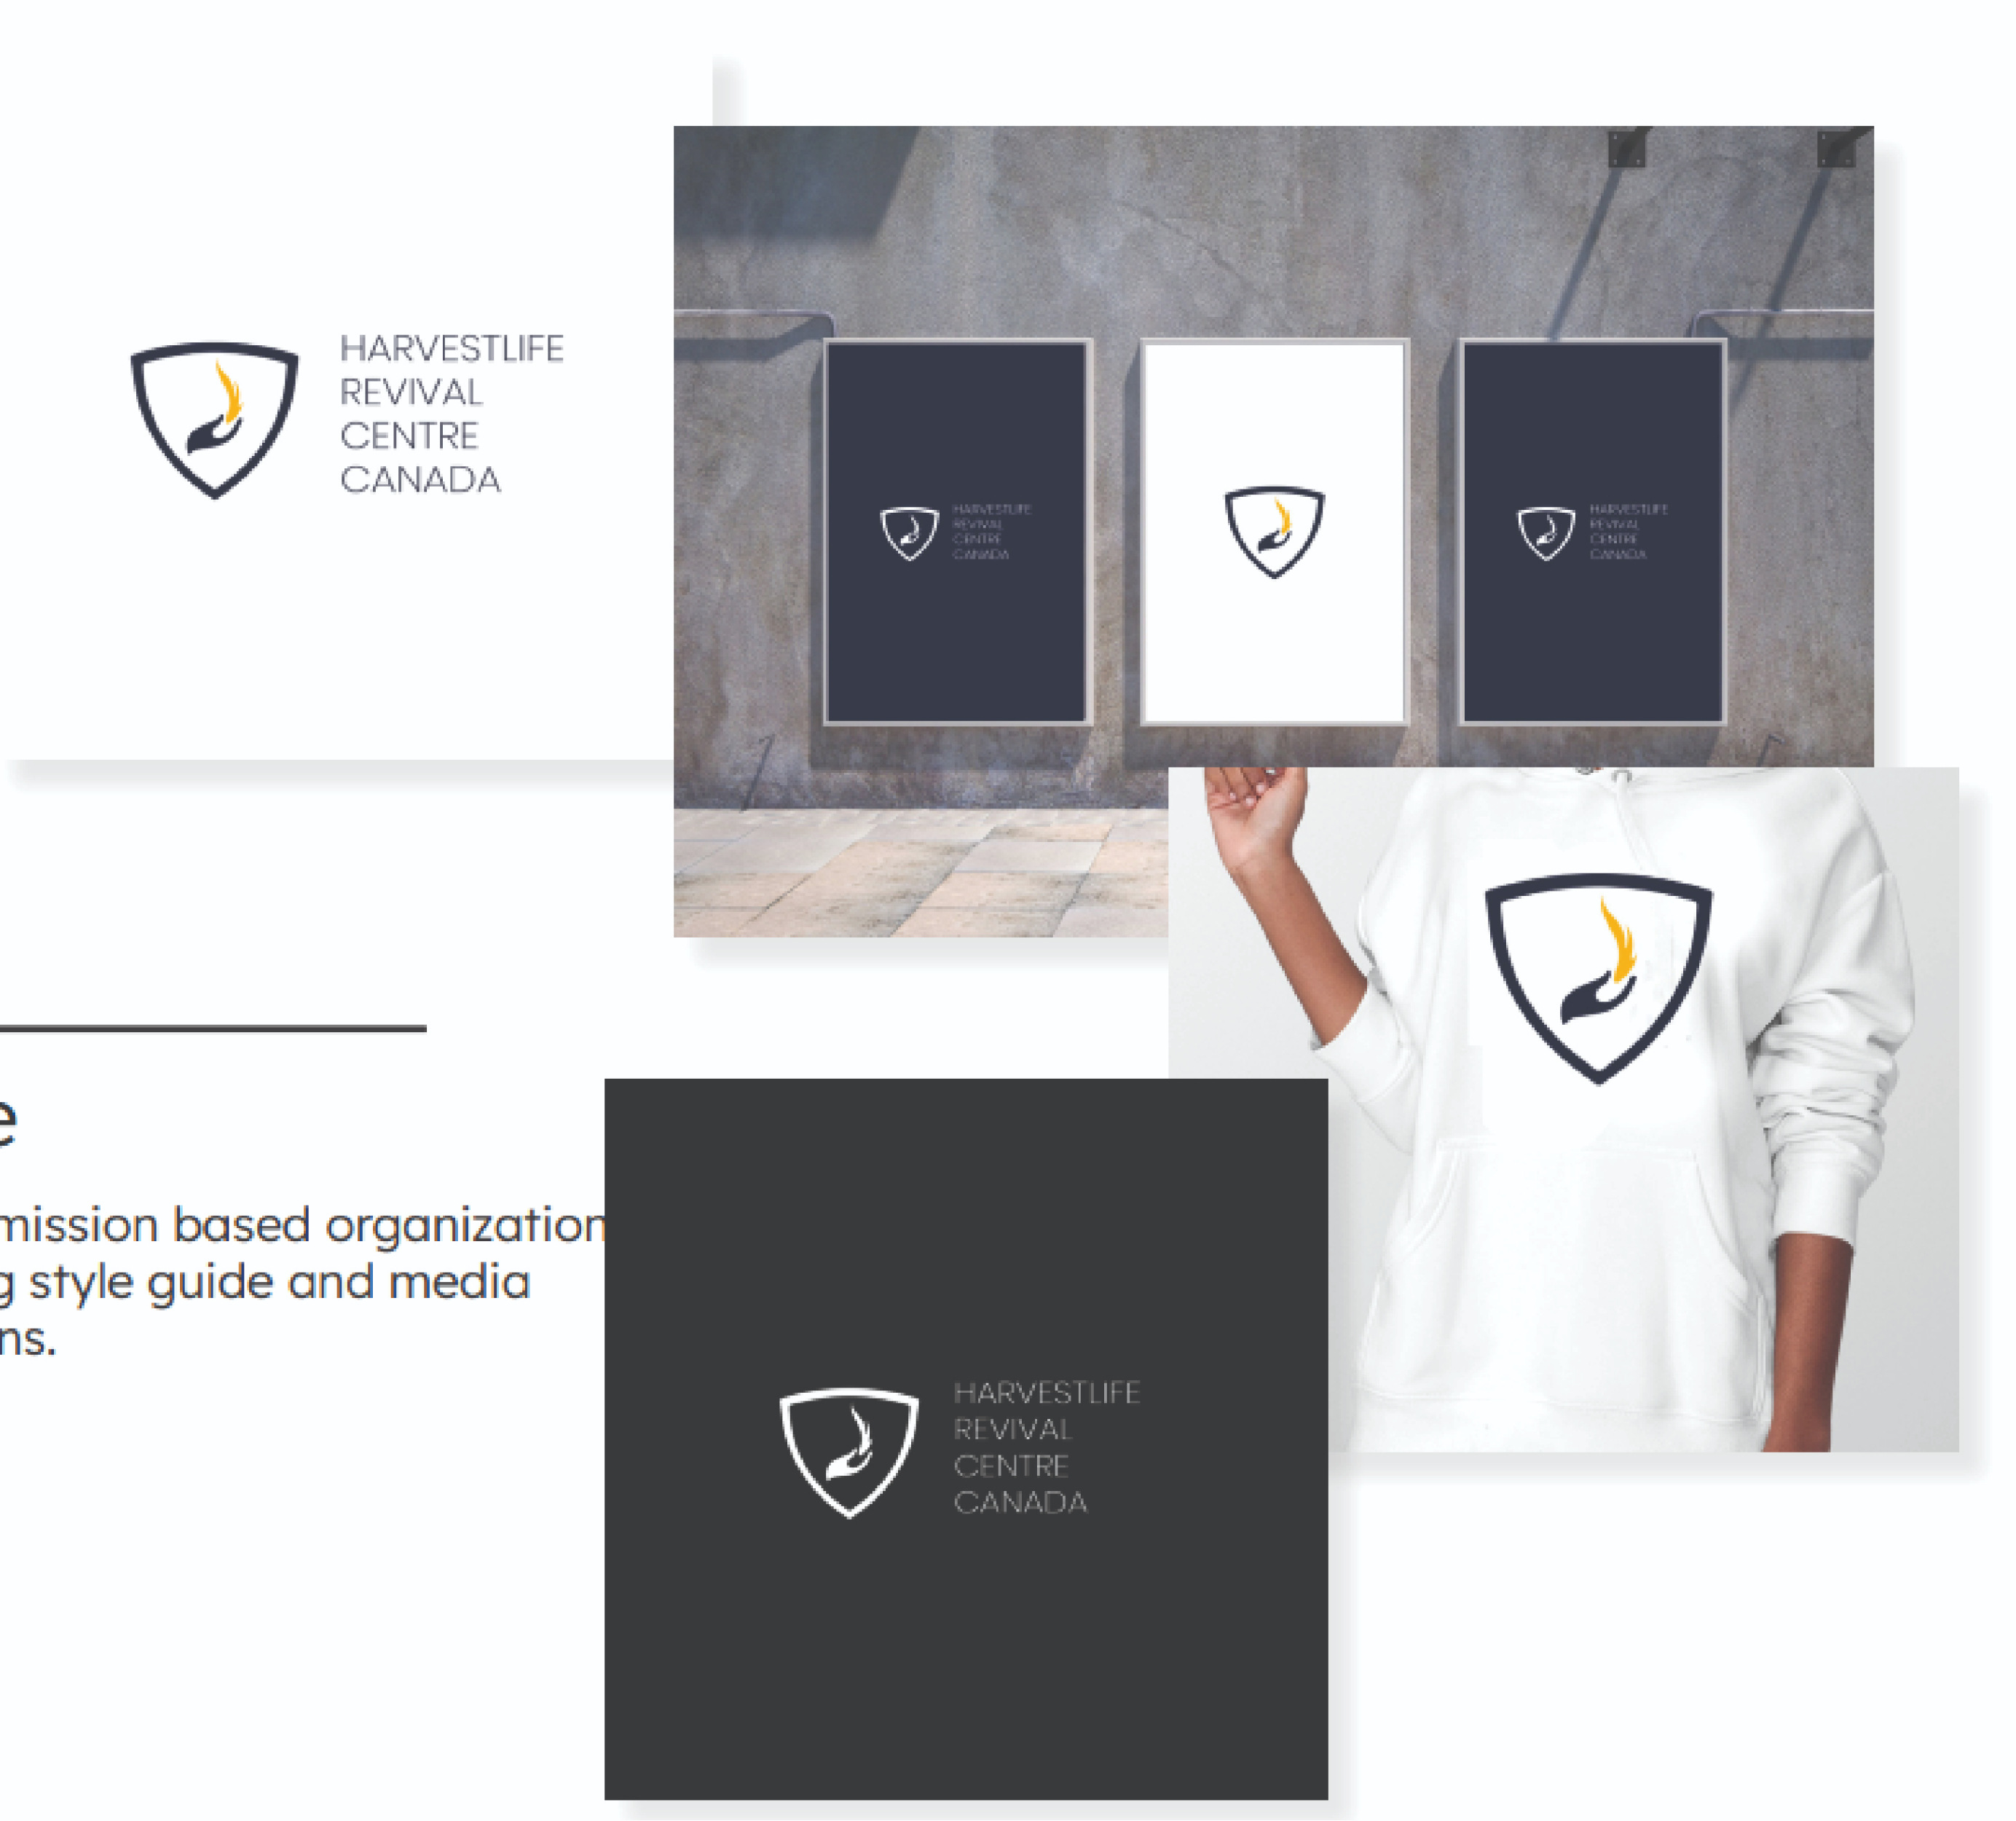 HARVESTLIFE
REVIVAL
CENTRE
CANADA
HARVESTLIFE
REVIVAL
CENTRE
CANADA
HARVESTLIFE
REVIVAL
CENTRE
CANADA
e
mission based organization
g style guide and media
ns.
HARVESTLIFE
REVIVAL
CENTRE
CANADA